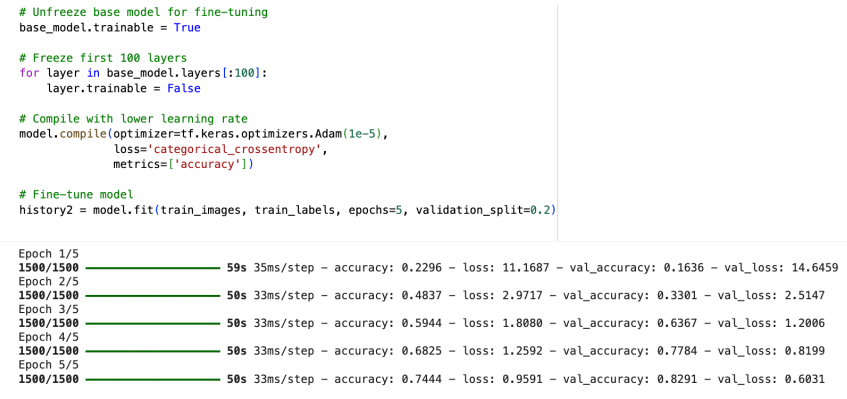 # Unfreeze base model for fine-tuning
base_model.trainable = True
# Freeze first 100 layers
for layer in base_model.layers[:100]:
    layer.trainable = False
# Compile with lower learning rate
model.compile(optimizer=tf.keras.optimizers.Adam(1e-5),
              loss='categorical_crossentropy',
              metrics=['accuracy'])
# Fine-tune model
history2 = model.fit(train_images, train_labels, epochs=5, validation_split=0.2)
Epoch 1/5
1500/1500 59s 35ms/step - accuracy: 0.2296 - loss: 11.1687 - val_accuracy: 0.1636 - val_loss: 14.6459
Epoch 2/5
1500/1500 50s 33ms/step - accuracy: 0.4837 - loss: 2.9717 - val_accuracy: 0.3301 - val_loss: 2.5147
Epoch 3/5
1500/1500 50s 33ms/step - accuracy: 0.5944 - loss: 1.8080 - val_accuracy: 0.6367 - val_loss: 1.2006
Epoch 4/5
1500/1500 50s 33ms/step - accuracy: 0.6825 - loss: 1.2592 - val_accuracy: 0.7784 - val_loss: 0.8199
Epoch 5/5
1500/1500 50s 33ms/step - accuracy: 0.7444 - loss: 0.9591 - val_accuracy: 0.8291 - val_loss: 0.6031